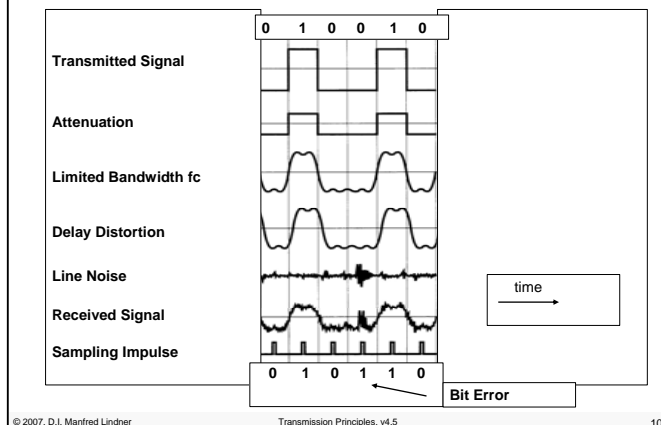 0 1 0 0 1 0
Transmitted Signal
Attenuation
Limited Bandwidth fc
Delay Distortion
Line Noise
time
Received Signal
Sampling Impulse
0 1 0 1 1 0
Bit Error
© 2007, D.I. Manfred Lindner Transmission Principles, v4.5 10